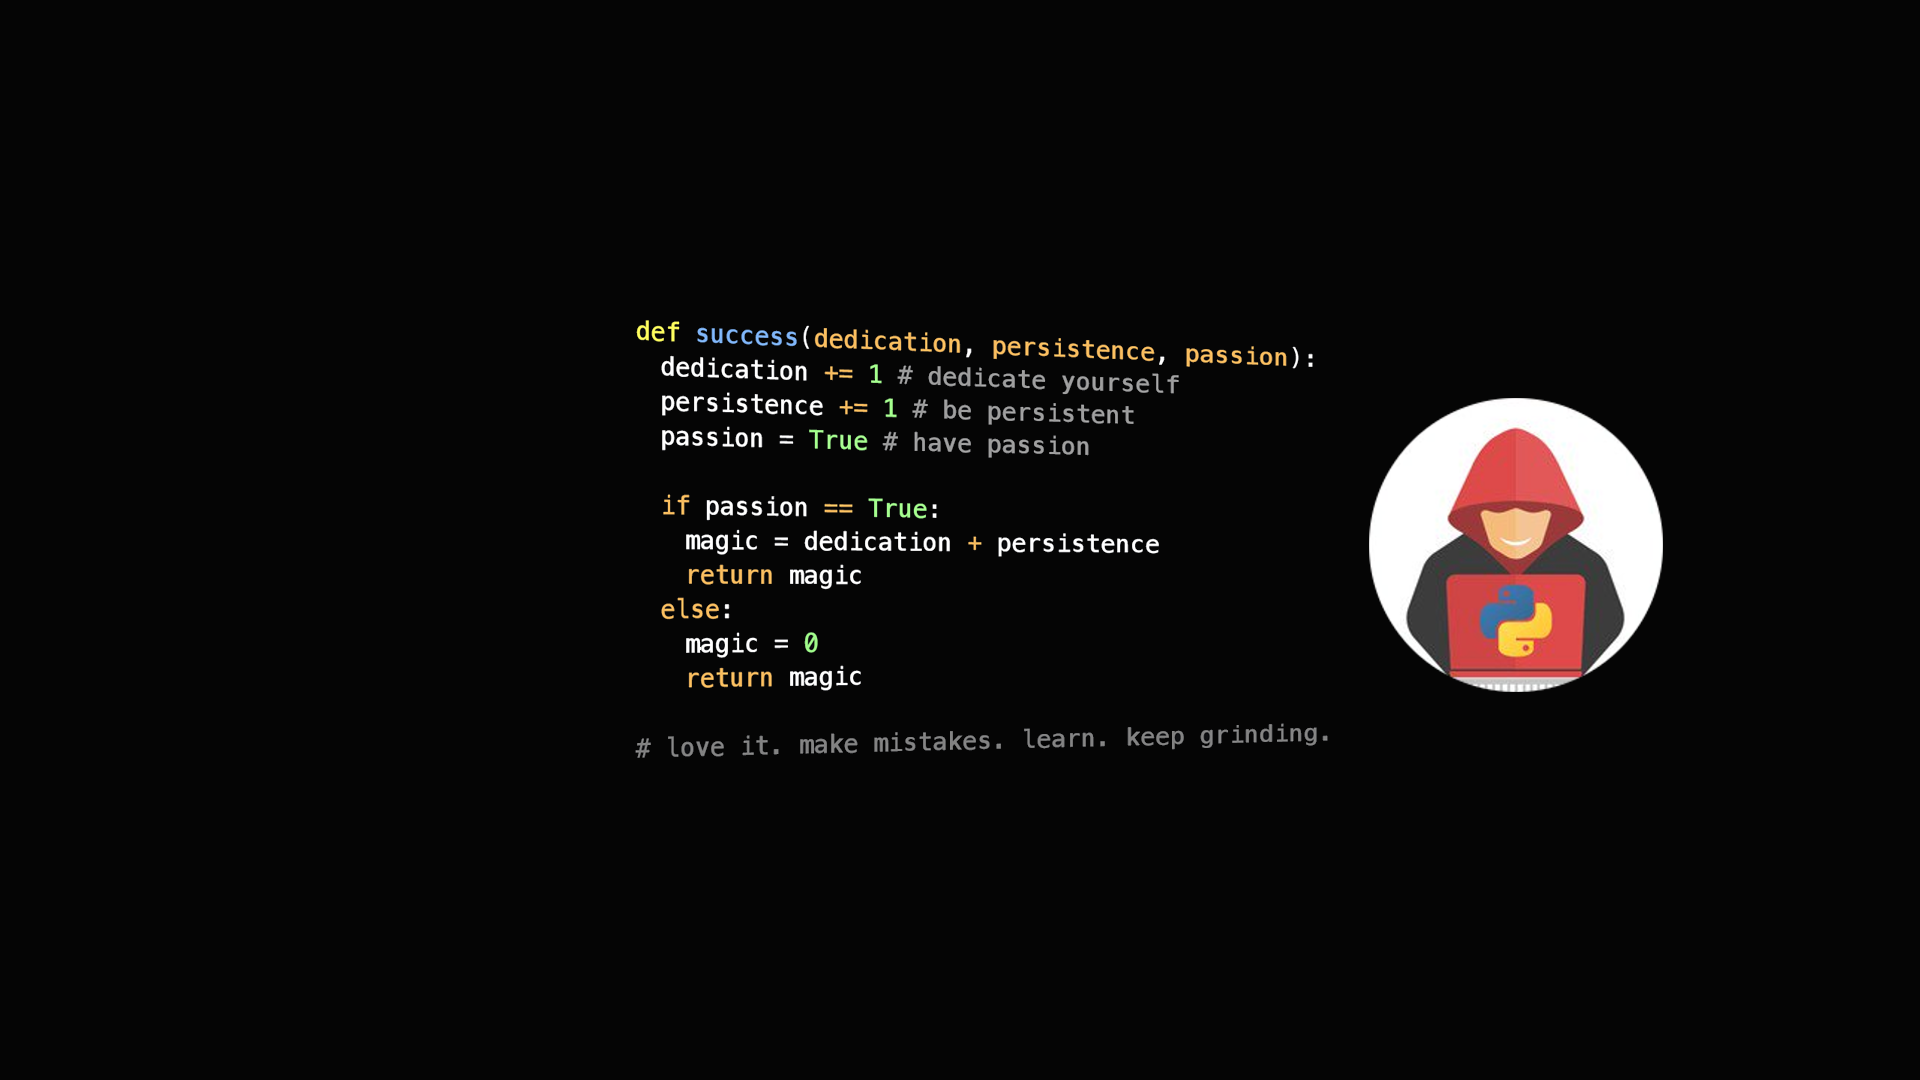 def success(dedication, persistence, passion):
dedication += 1 # dedicate yourself
persistence += 1 # be persistent
passion = True # have passion
if passion == True:
magic = dedication + persistence
return magic
else:
magic = 0
return magic
# love it. make mistakes. learn. keep grinding.